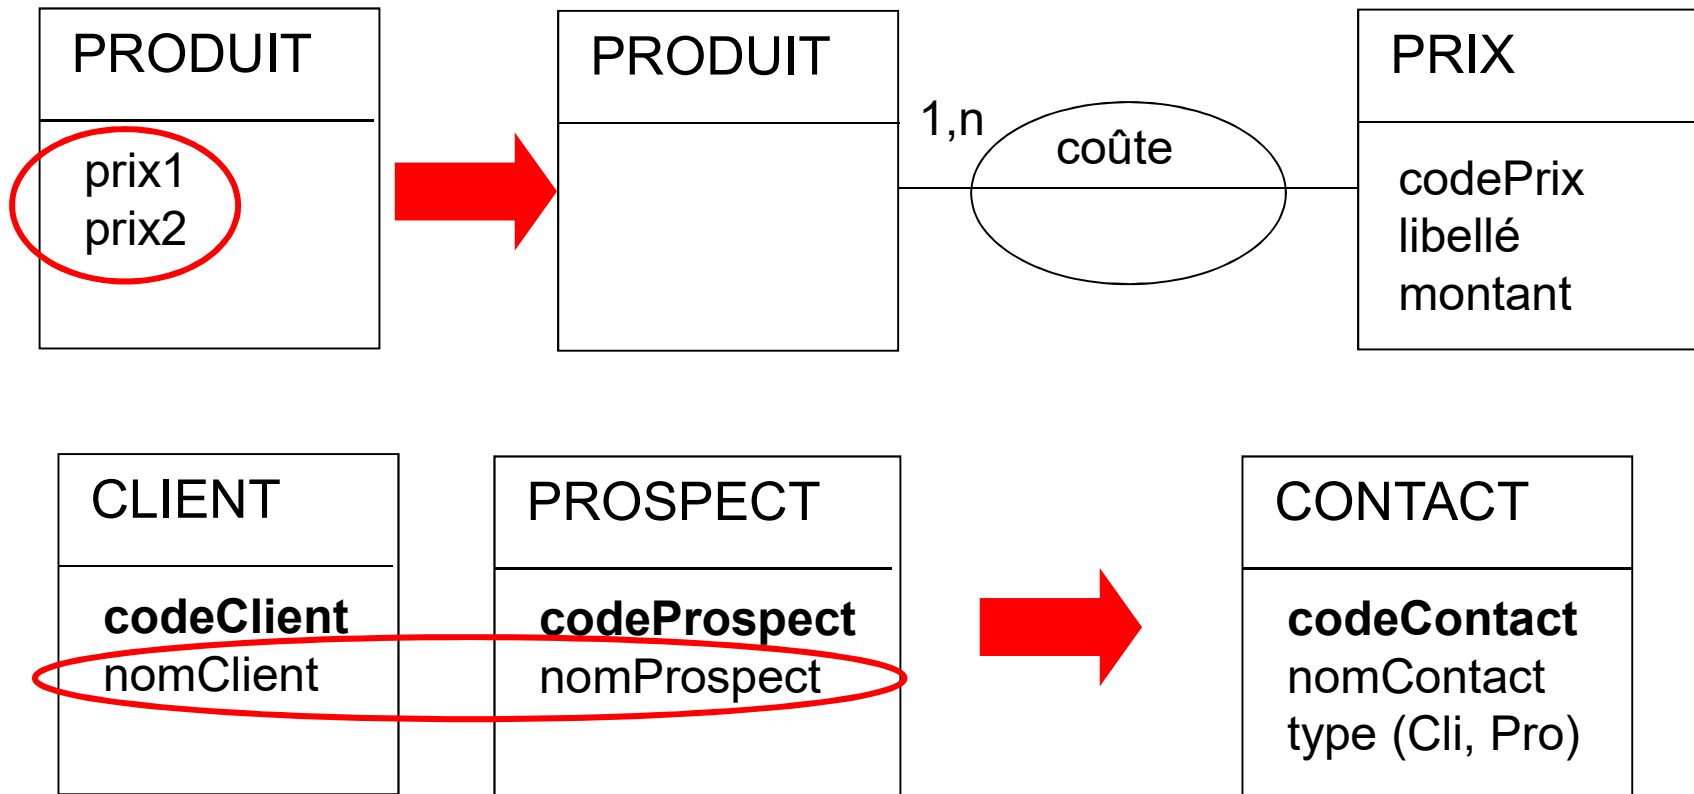 PRODUIT
prix1
prix2
PRODUIT
1,n
coûte
PRIX
codePrix
libellé
montant
CLIENT
codeClient
nomClient
PROSPECT
codeProspect
nomProspect
CONTACT
codeContact
nomContact
type (Cli, Pro)